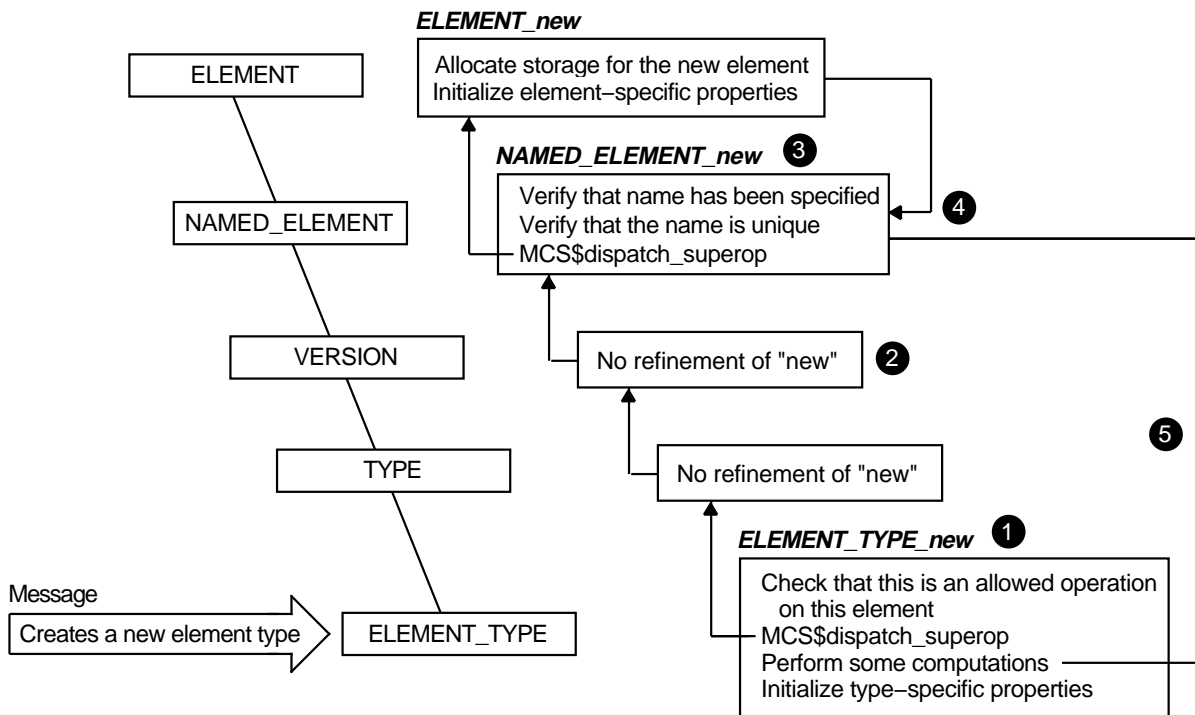 ELEMENT_new
ELEMENT
Allocate storage for the new element
Initialize element–specific properties
NAMED_ELEMENT_new 3
NAMED_ELEMENT
Verify that name has been specified
Verify that the name is unique
MCS$dispatch_superop
4
VERSION
No refinement of "new" 2
TYPE
No refinement of "new"
5
ELEMENT_TYPE_new 1
Message
Creates a new element type
ELEMENT_TYPE
Check that this is an allowed operation
on this element
MCS$dispatch_superop
Perform some computations
Initialize type–specific properties